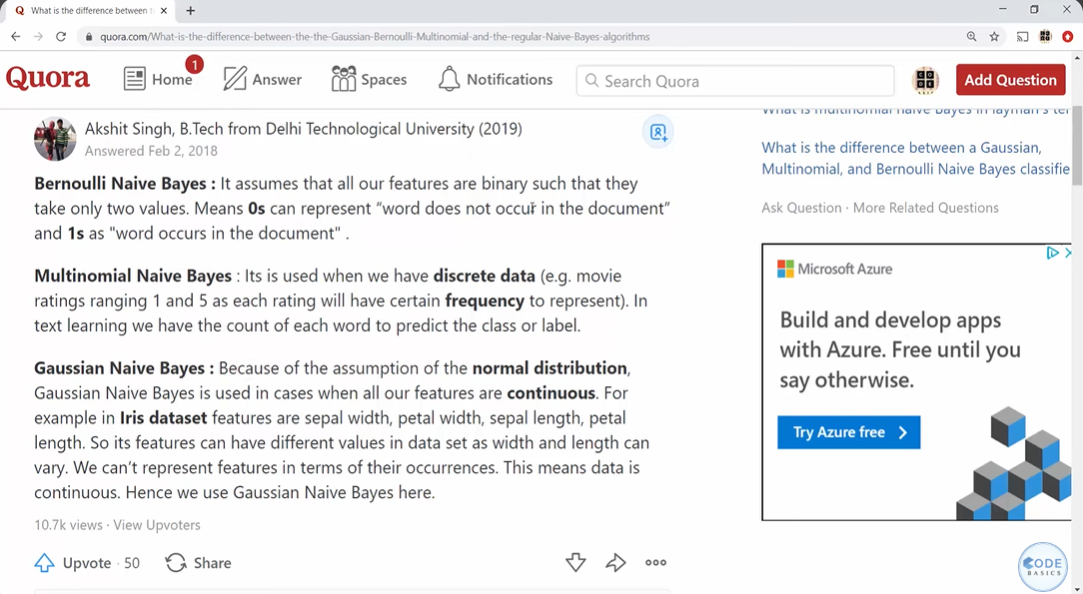 What is the difference between t
quora.com/What-is-the-difference-between-the-the-Gaussian-Bernoulli-Multinomial-and-the-regular-Naive-Bayes-algorithms
Quora
Home
1
Answer
Spaces
Notifications
Search Quora
Add Question
Akshit Singh, B.Tech from Delhi Technological University (2019)
Answered Feb 2, 2018
Bernoulli Naive Bayes : It assumes that all our features are binary such that they
take only two values. Means 0s can represent “word does not occur in the document”
and 1s as "word occurs in the document" .
Multinomial Naive Bayes : Its is used when we have discrete data (e.g. movie
ratings ranging 1 and 5 as each rating will have certain frequency to represent). In
text learning we have the count of each word to predict the class or label.
Gaussian Naive Bayes : Because of the assumption of the normal distribution,
Gaussian Naive Bayes is used in cases when all our features are continuous. For
example in Iris dataset features are sepal width, petal width, sepal length, petal
length. So its features can have different values in data set as width and length can
vary. We can’t represent features in terms of their occurrences. This means data is
continuous. Hence we use Gaussian Naive Bayes here.
10.7k views · View Upvoters
Upvote · 50
Share
What is multinomial naive Bayes in layman's ter
What is the difference between a Gaussian,
Multinomial, and Bernoulli Naive Bayes classifie
Ask Question · More Related Questions
Microsoft Azure
Build and develop apps
with Azure. Free until you
say otherwise.
Try Azure free
CODE
BASICS